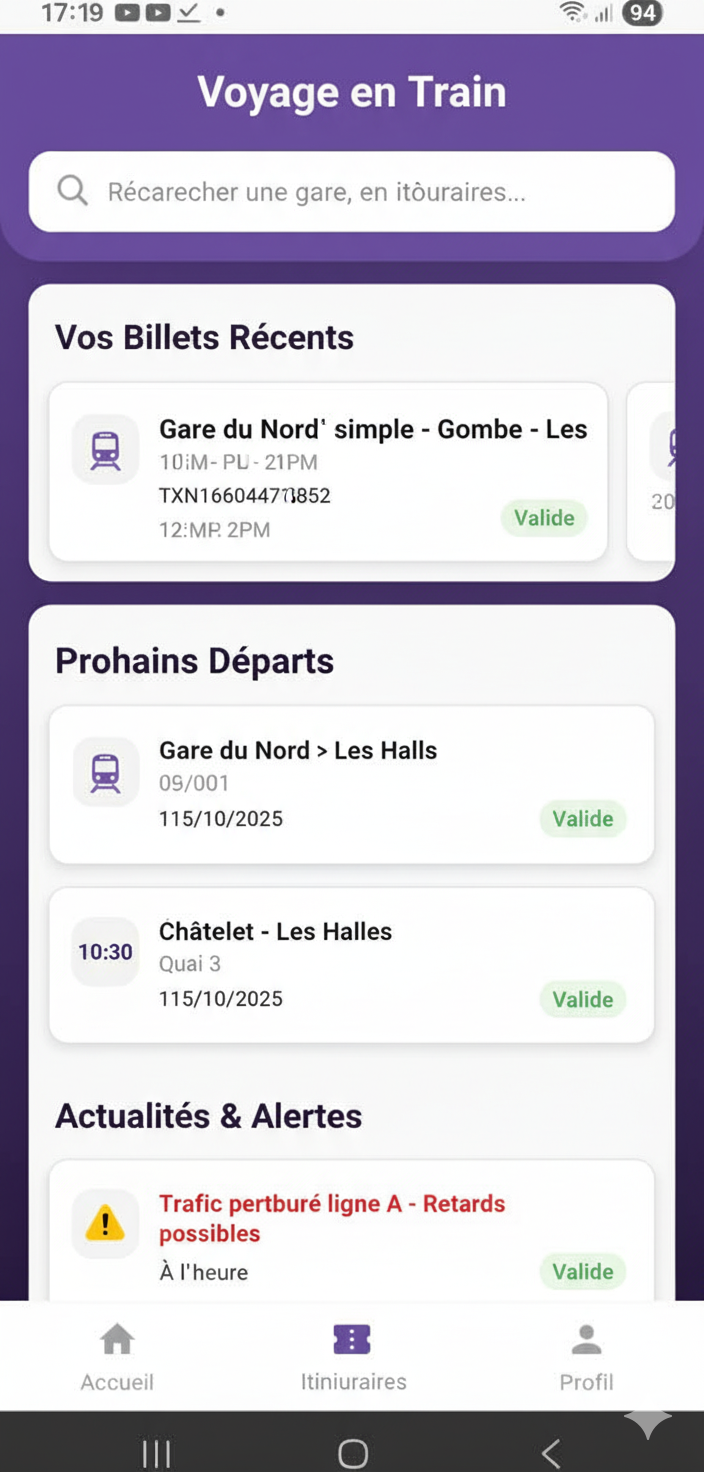 17:19
94
Voyage en Train
Récarecher une gare, en itòuraires...
Vos Billets Récents
Gare du Nord' simple - Gombe - Les
21PM
20
12:MP. 2PM
Valide
Prohains Départs
Gare du Nord > Les Halls
09/001
115/10/2025
Valide
10:30
Châtelet - Les Halles
Quai 3
115/10/2025
Valide
Actualités & Alertes
Trafic pertburé ligne A - Retards
possibles
À l'heure
Valide
Accueil
Itiniuraires
Profil